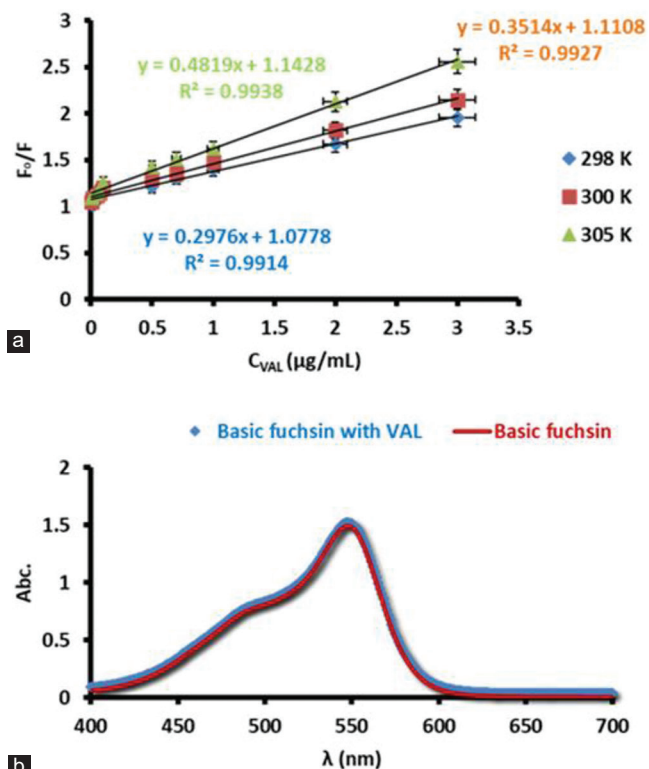 3
y = 0.3514x + 1.1108
R² = 0.9927
2.5
y = 0.4819x + 1.1428
R² = 0.9938
2
1.5
1
0.5
0
F₀/F
298 K
300 K
305 K
y = 0.2976x + 1.0778
R² = 0.9914
0 0.5 1 1.5 2 2.5 3 3.5
C_VAL (µg/mL)
a
Basic fuchsin with VAL Basic fuchsin
2
1.5
1
0.5
0
Abc.
400 450 500 550 600 650 700
λ (nm)
b